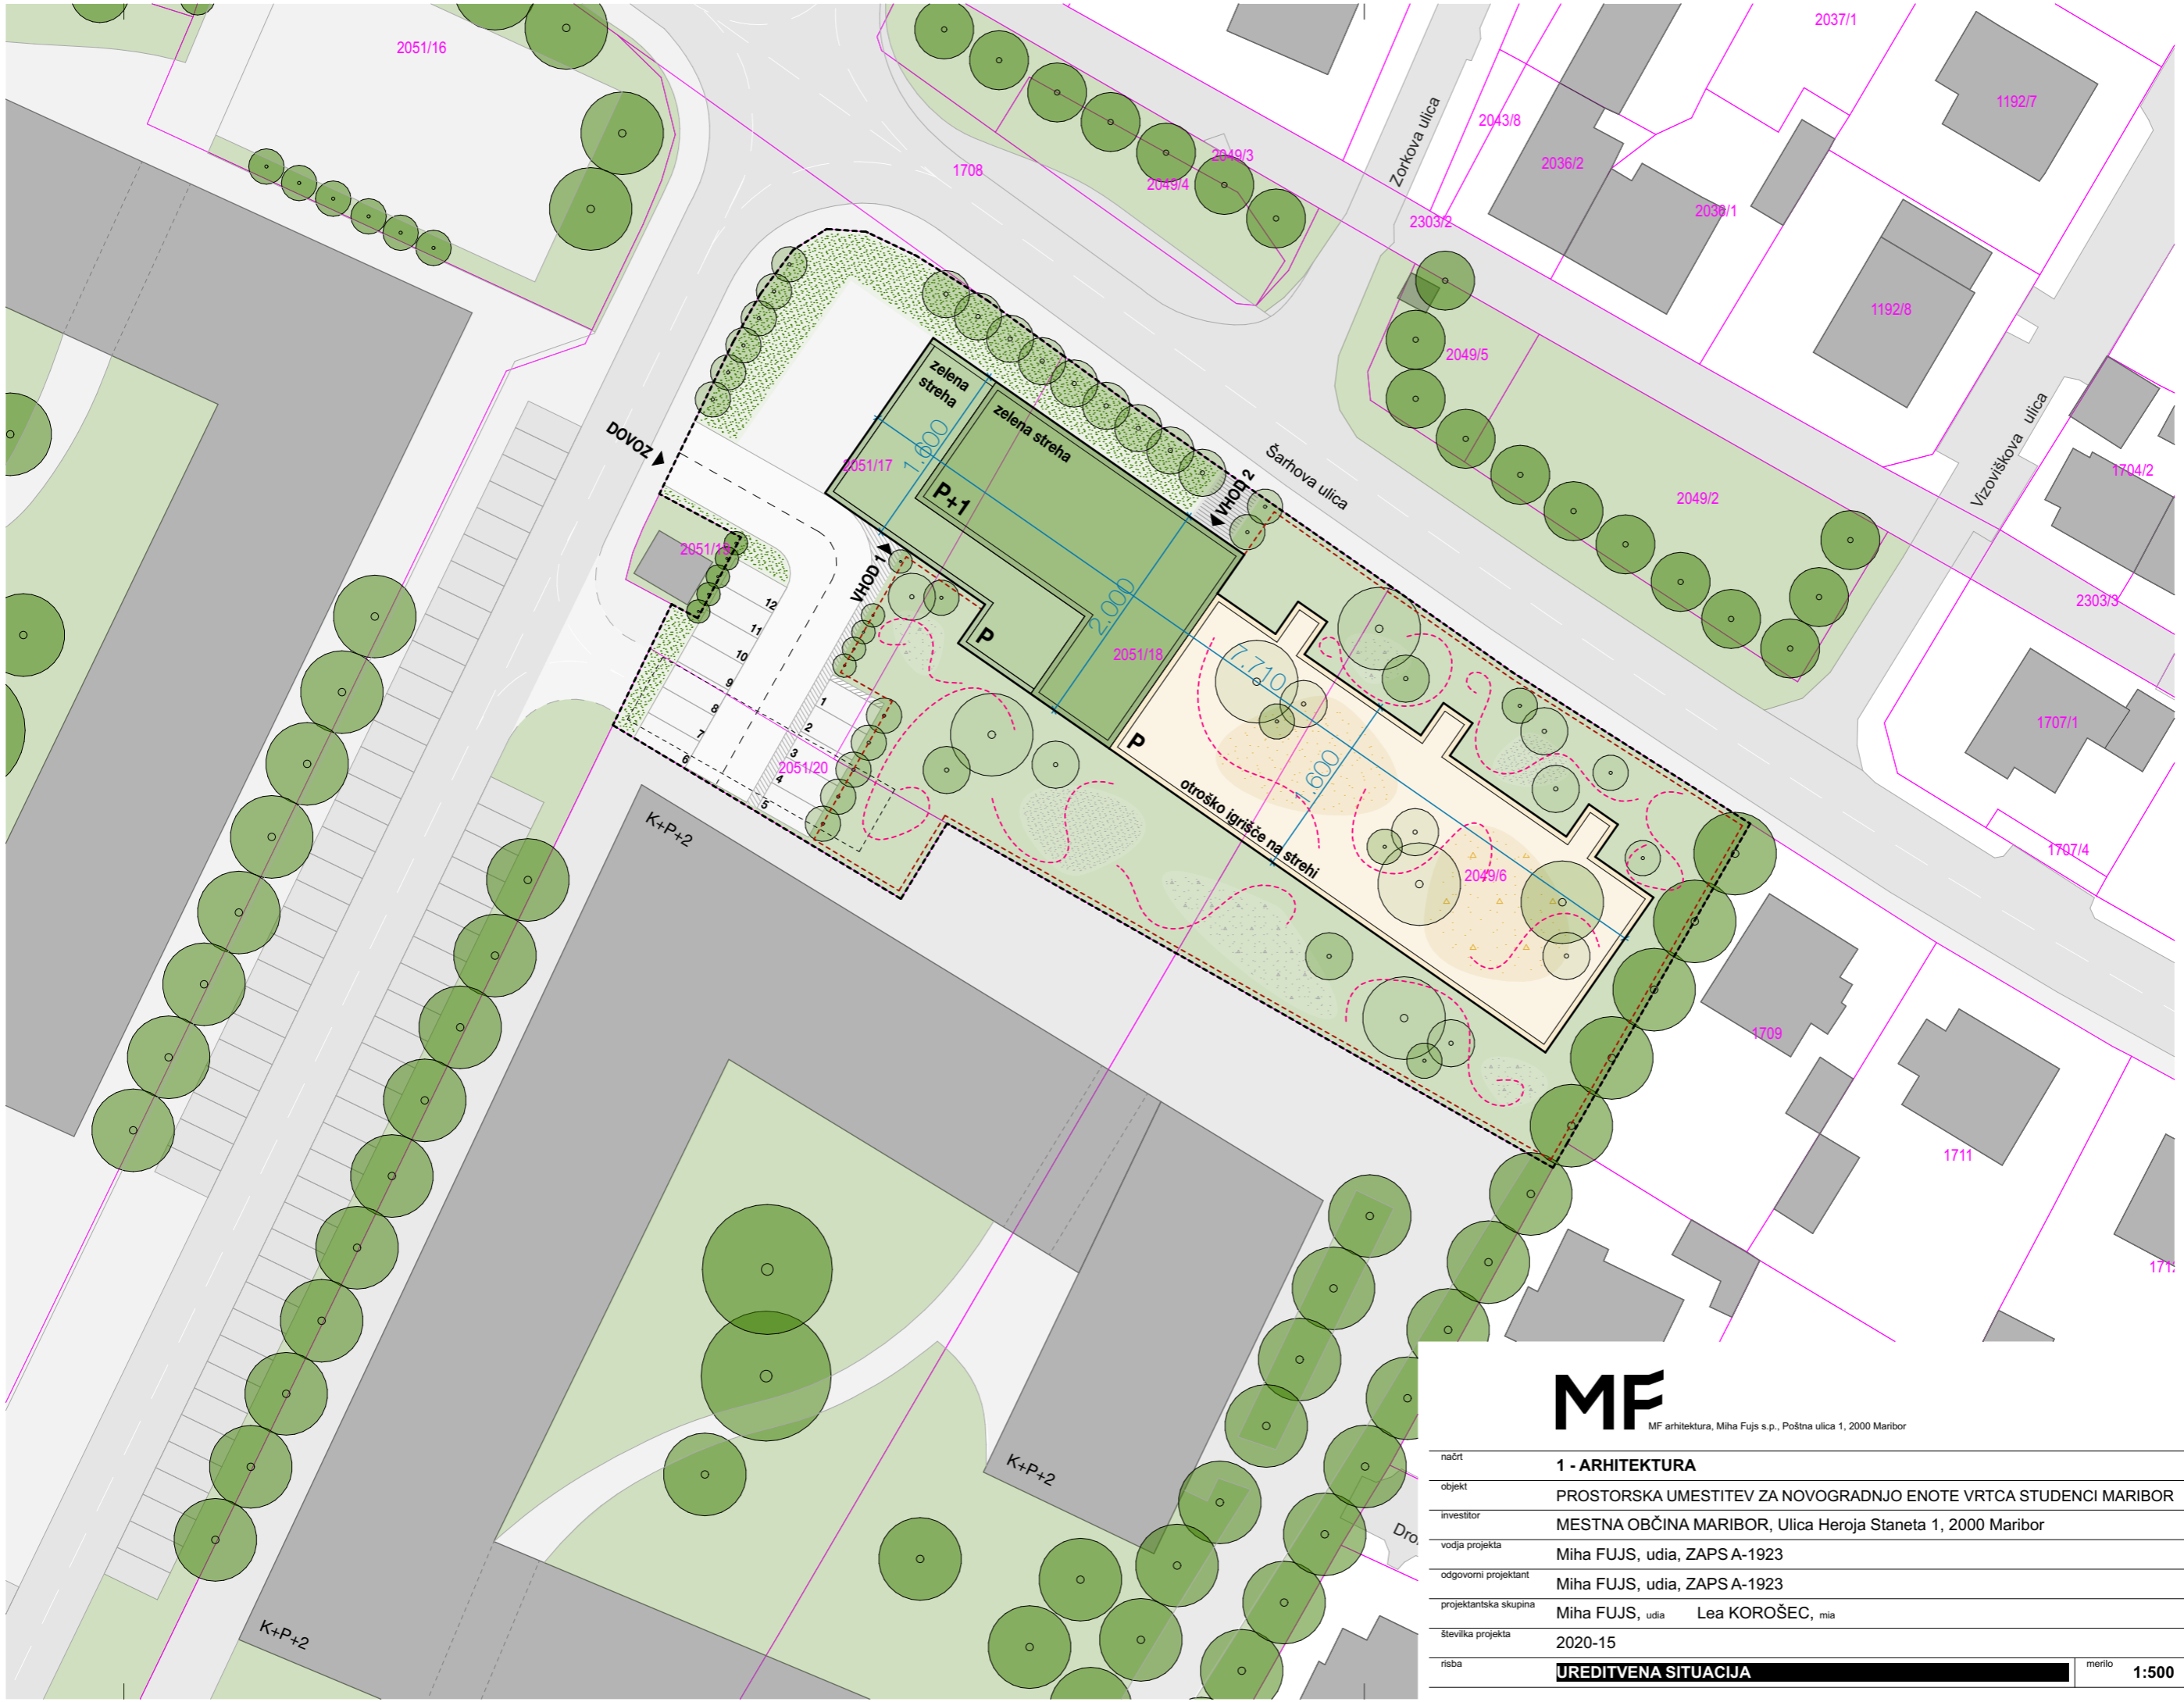 2051/16
2037/1
1192/7
2043/8
2036/2
Zorkova ulica
2049/3
2049/4
1708
2036/1
2303/2
1192/8
2049/5
Vizoviškova ulica
1704/2
2049/2
2303/3
1707/1
1707/4
Šarhova ulica
DOVOZ
zelena
streha
zelena streha
2051/17
1.600
P+1
VHOD 2
VHOD 1
P
2.000
2051/18
7.710
1.600
P
otroško igrišče na strehi
2049/6
12
11
10
9
8
7
6
1
2
3
4
5
2051/20
K+P+2
1709
1711
K+P+2
K+P+2
MF
MF arhitektura, Miha Fujs s.p., Poštna ulica 1, 2000 Maribor
načrt 1 - ARHITEKTURA
objekt PROSTORSKA UMESTITEV ZA NOVOGRADNJO ENOTE VRTCA STUDENCI MARIBOR
investitor MESTNA OBČINA MARIBOR, Ulica Heroja Staneta 1, 2000 Maribor
vodja projekta Miha FUJS, udia, ZAPS A-1923
odgovorni projektant Miha FUJS, udia, ZAPS A-1923
projektantska skupina Miha FUJS, udia Lea KOROŠEC, mia
številka projekta 2020-15
risba UREDITVENA SITUACIJA merilo 1:500